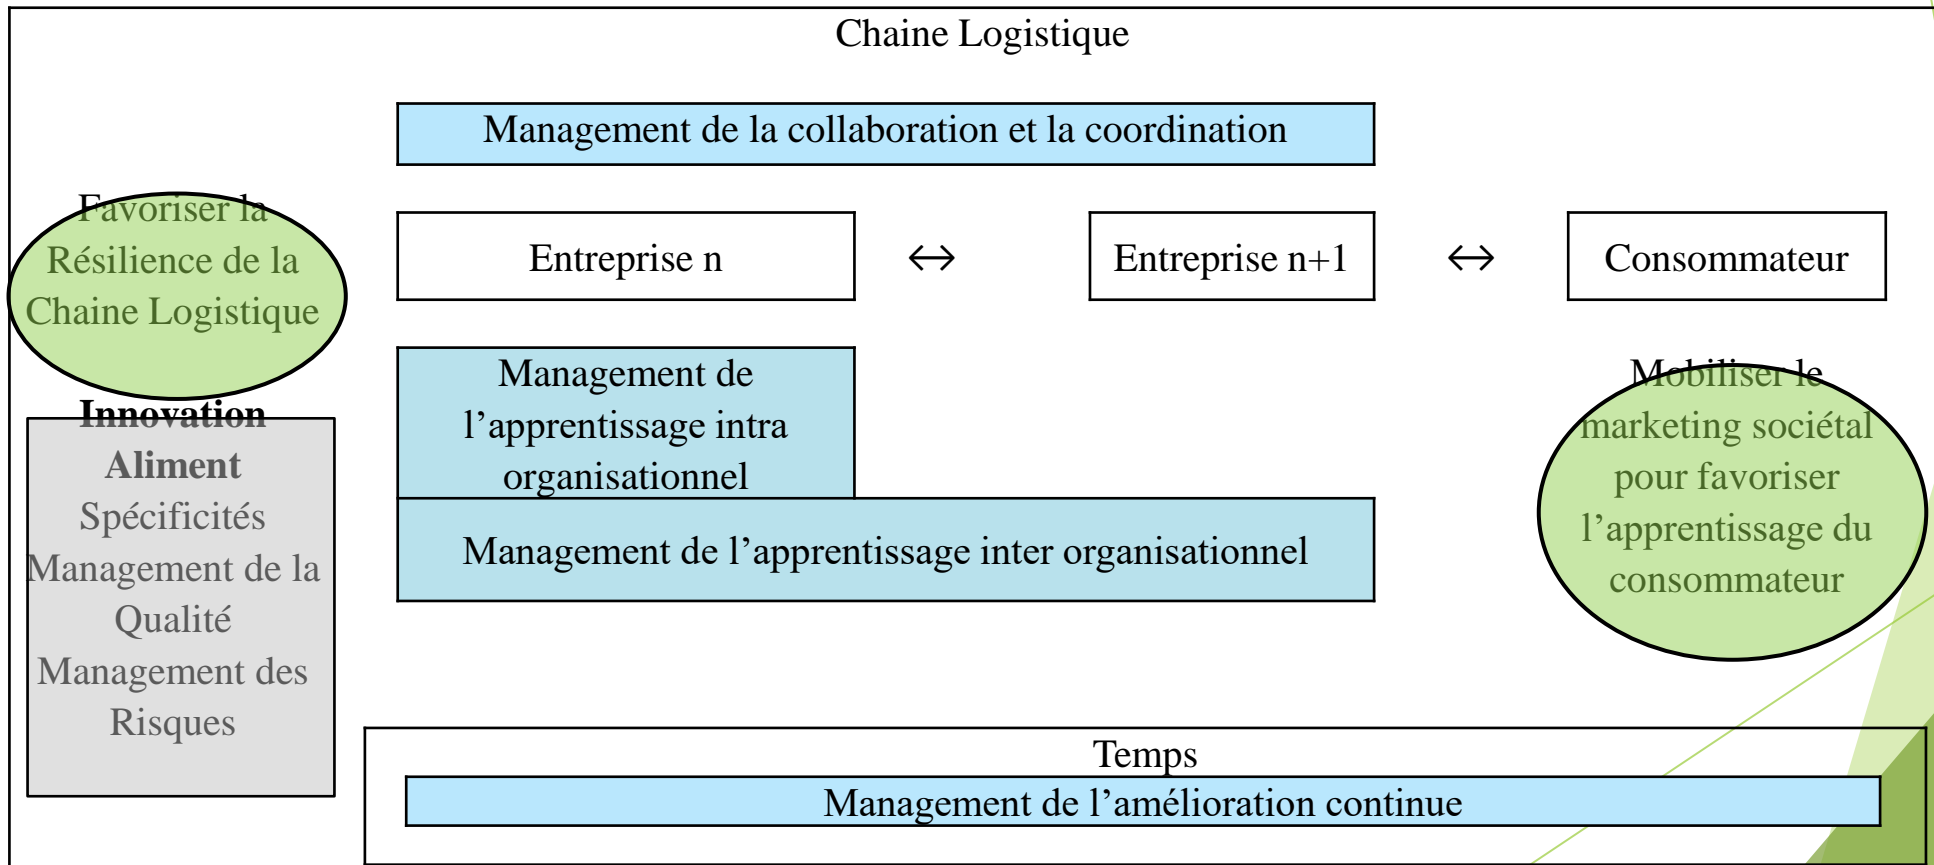 Chaine Logistique
Management de la collaboration et la coordination
Favoriser la
Résilience de la
Chaine Logistique
Entreprise n
↔
Entreprise n+1
↔
Consommateur
Innovation
Aliment
Spécificités
Management de la
Qualité
Management des
Risques
Management de
l’apprentissage intra
organisationnel
Management de l’apprentissage inter organisationnel
Mobiliser le
marketing sociétal
pour favoriser
l’apprentissage du
consommateur
Temps
Management de l’amélioration continue